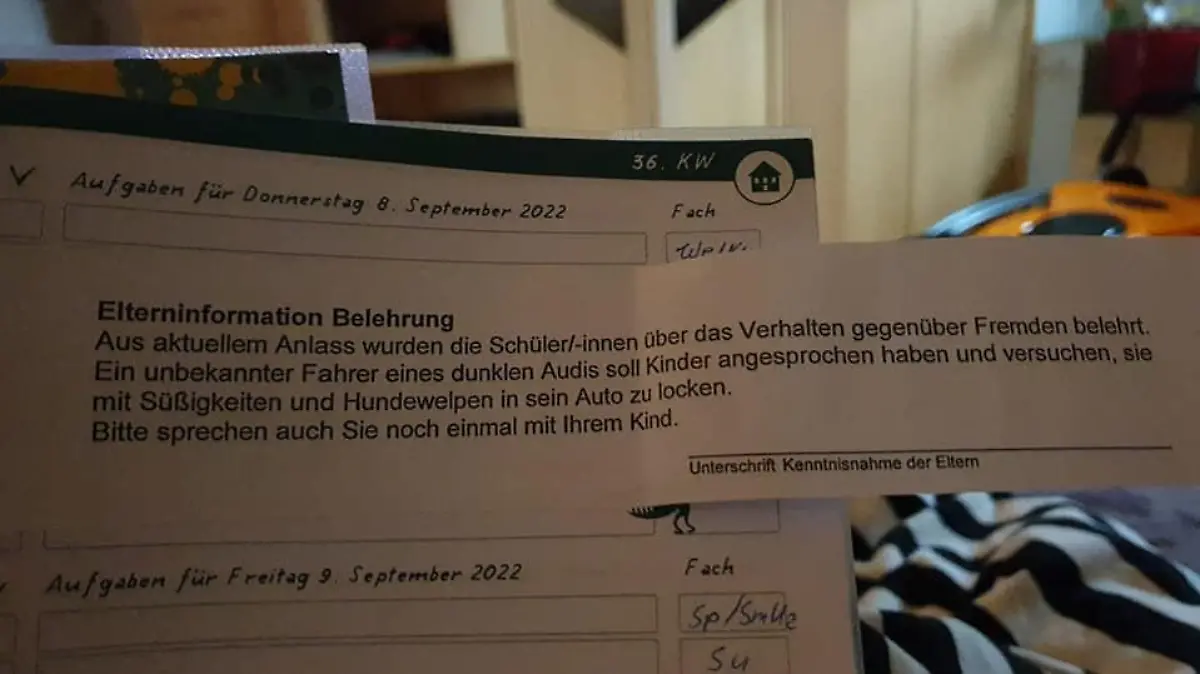 36. KW
Aufgaben für Donnerstag 8. September 2022
Fach
Elterninformation Belehrung
Aus aktuellem Anlass wurden die Schüler/-innen über das Verhalten gegenüber Fremden belehrt.
Ein unbekannter Fahrer eines dunklen Audis soll Kinder angesprochen haben und versuchen, sie
mit Süßigkeiten und Hundewelpen in sein Auto zu locken.
Bitte sprechen auch Sie noch einmal mit Ihrem Kind.
Unterschrift Kenntnisnahme der Eltern
Aufgaben für Freitag 9. September 2022
Fach
Su